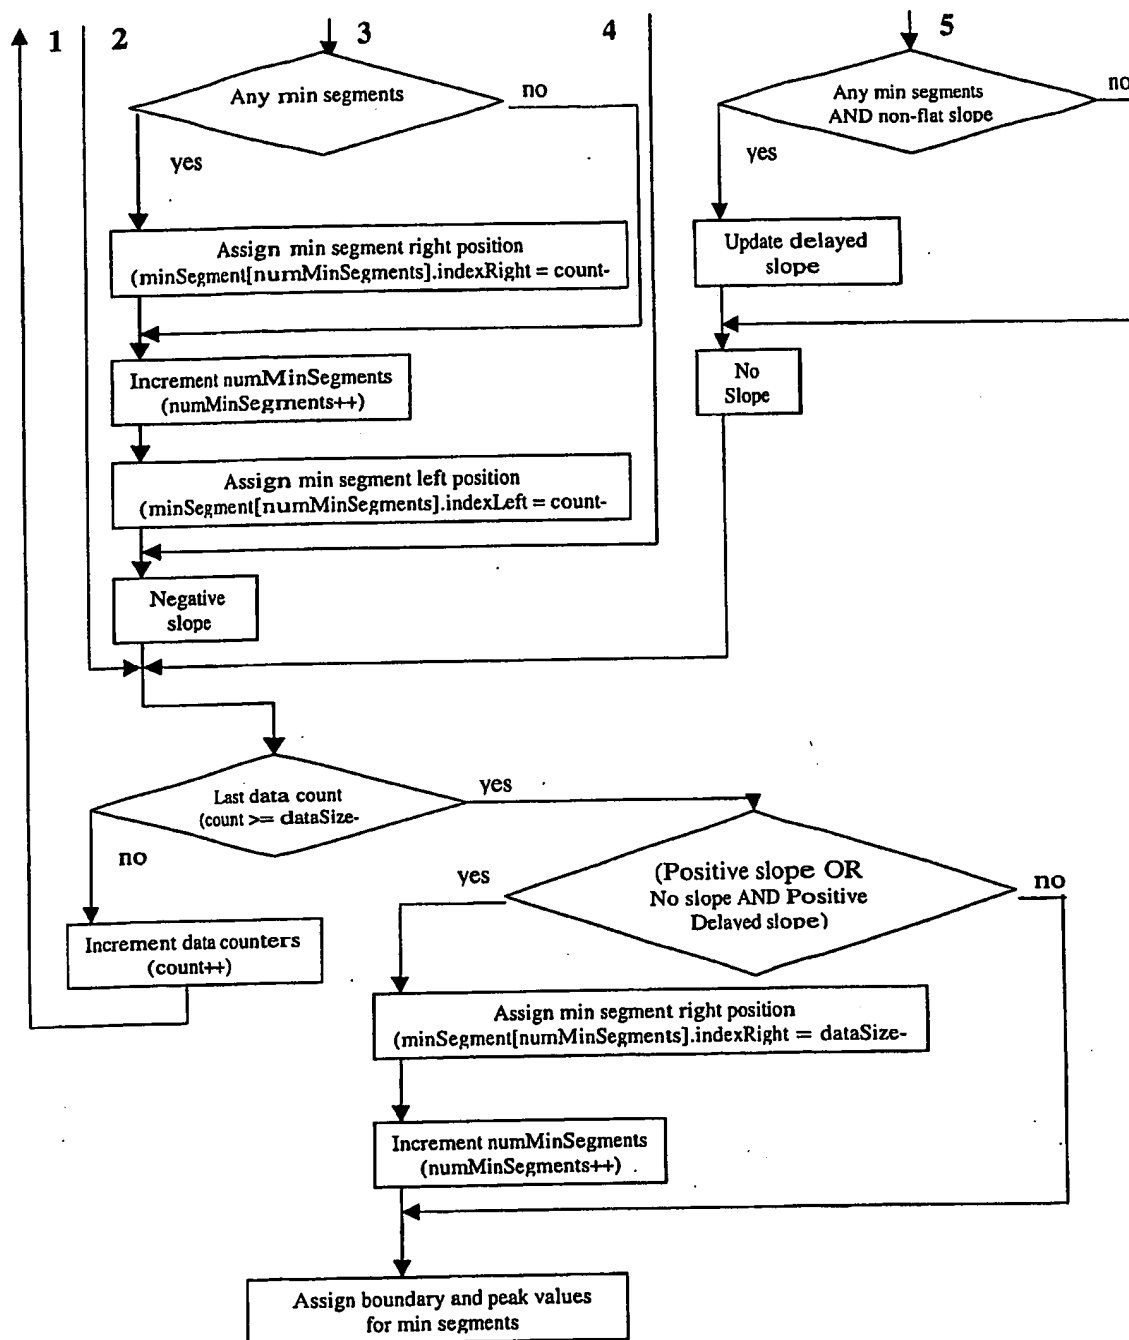 1 2 3 4 5
Any min segments
no
yes
Any min segments
AND non-flat slope
no
yes
Assign min segment right position
(minSegment[numMinSegments].indexRight = count-
Update delayed
slope
Increment numMinSegments
(numMinSegments++)
No
Slope
Assign min segment left position
(minSegment[numMinSegments].indexLeft = count-
Negative
slope
Last data count
(count >= dataSize-
yes
no
(Positive slope OR
No slope AND Positive
Delayed slope)
yes
no
Increment data counters
(count++)
Assign min segment right position
(minSegment[numMinSegments].indexRight = dataSize-
Increment numMinSegments
(numMinSegments++)
Assign boundary and peak values
for min segments